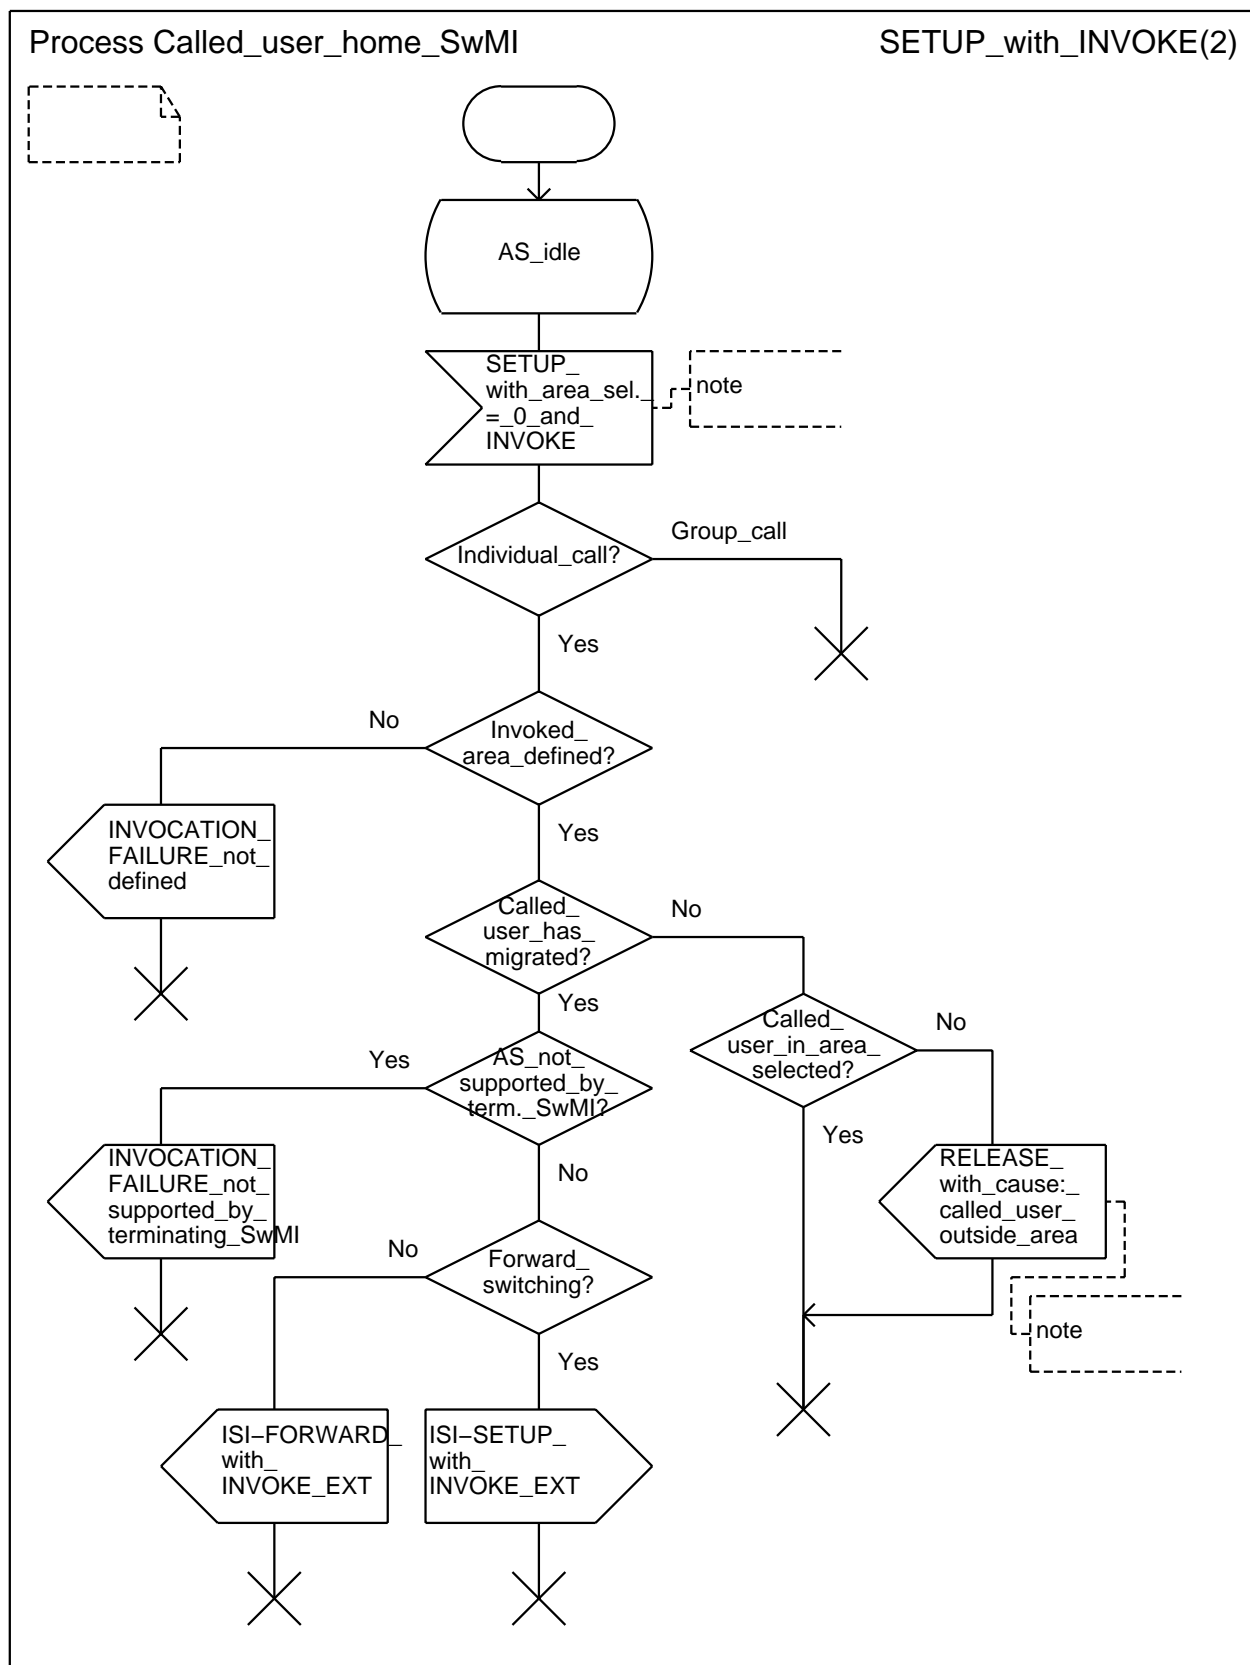 Process Called_user_home_SwMI
SETUP_with_INVOKE(2)
AS_idle
SETUP_
with_area_sel._
=_0_and_
INVOKE
note
Individual_call?
Group_call
Yes
Invoked_
area_defined?
No
Yes
INVOCATION_
FAILURE_not_
defined
Called_
user_has_
migrated?
No
Yes
Called_
user_in_area_
selected?
No
Yes
AS_not_
supported_by_
term._SwMI?
Yes
No
INVOCATION_
FAILURE_not_
supported_by_
terminating_SwMI
RELEASE_
with_cause:_
called_user_
outside_area
note
Forward_
switching?
No
Yes
ISI–FORWARD_
with_
INVOKE_EXT
ISI–SETUP_
with_
INVOKE_EXT